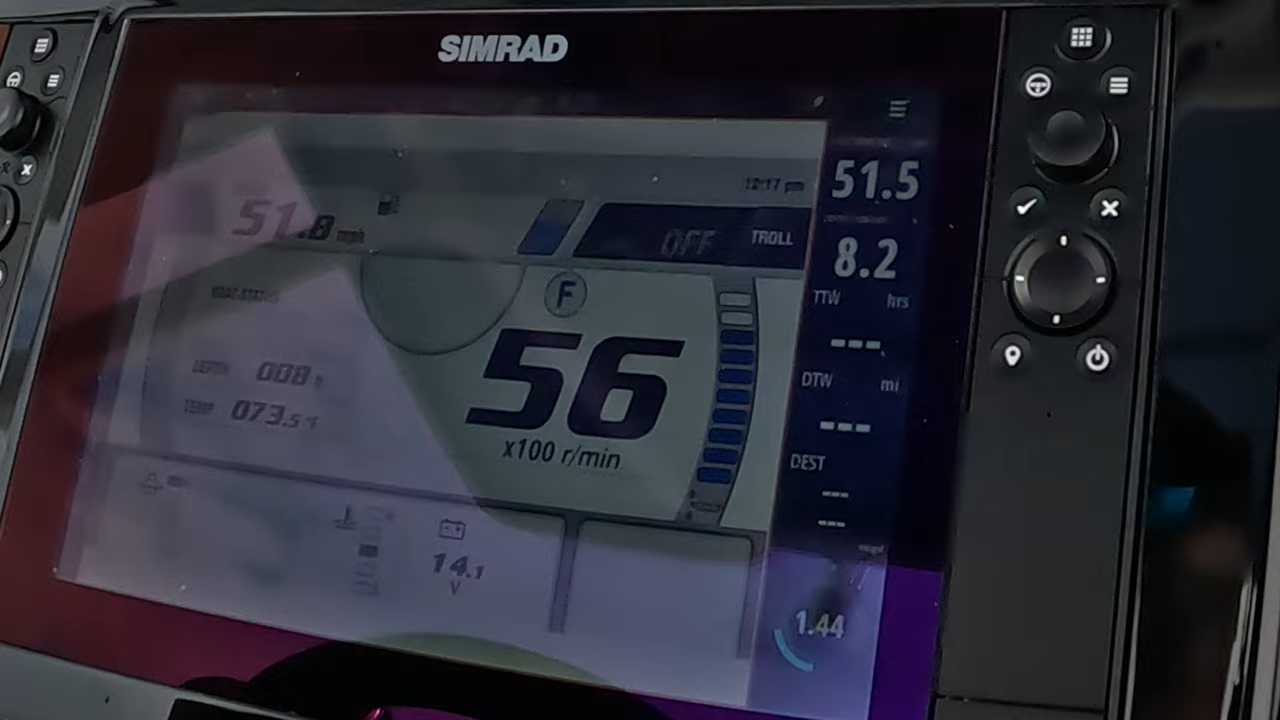 SIMRAD
12:17 pm
51.8 mph
OFF TROLL
F
56
x100 r/min
DEPTH 008
TEMP 073.5 °F
14.1
V
51.5
8.2
TTW hrs
---
DTW mi
---
DEST
--
--
1.44